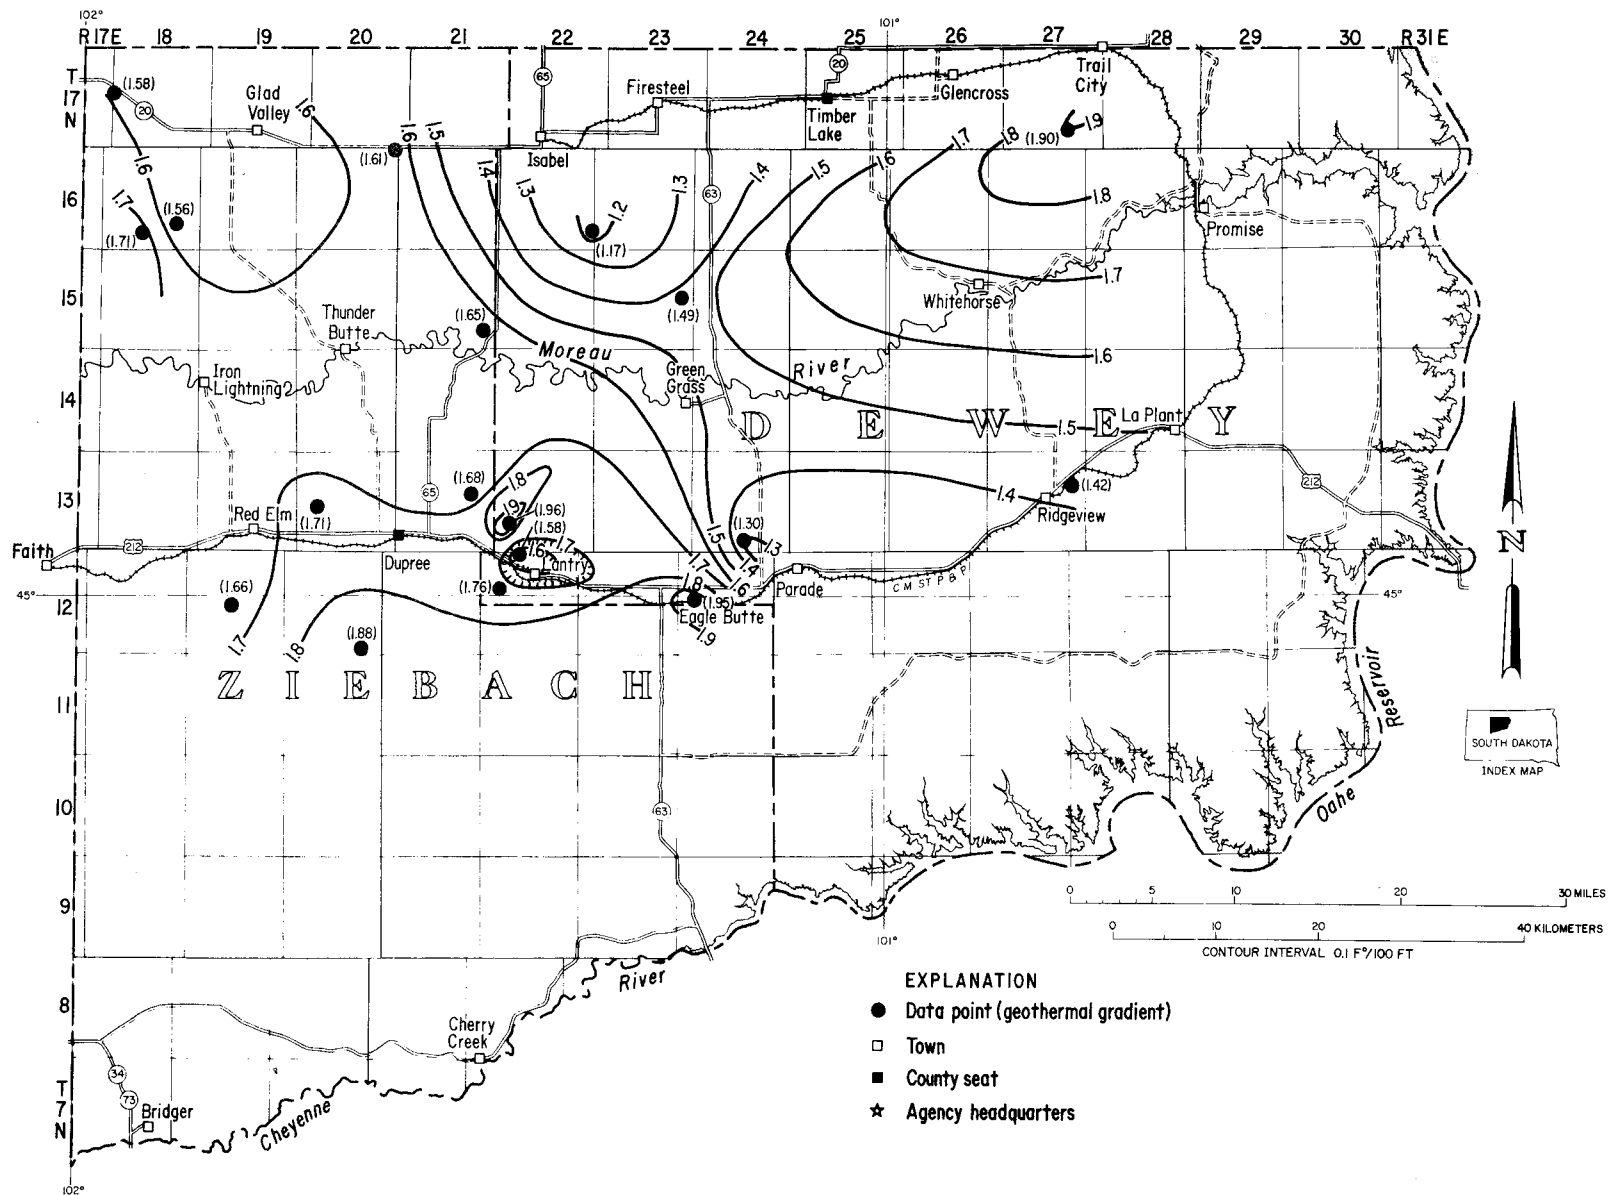 102°
101°
R 17E 18 19 20 21 22 23 24 25 26 27 28 29 30 R 31 E
T
17
N
(1.58)
20
Glad
Valley
1.6
1.6
1.5
65
Firesteel
20
Glencross
Trail
City
Timber
Lake
Isabel
(1.61)
1.4
1.3
1.3
1.4
1.5
1.6
1.7
1.8
(1.90)
1.9
1.6
16
1.7
(1.56)
(1.71)
1.2
(1.17)
63
1.8
Promise
15
Thunder
Butte
(1.65)
(1.49)
Whitehorse
1.7
Moreau
River
1.6
Iron
Lightning
Green
Grass
14
D E W E Y
1.5
La Plant
13
(1.68)
1.8
65
1.9
(1.96)
(1.58)
(1.71)
Red Elm
1.4
(1.42)
Ridgeview
212
(1.30)
1.3
1.5
Faith
212
Dupree
1.6
1.7
Lantry
1.7
1.4
1.6
1.8
Parade
C M ST P & P
(1.66)
(1.76)
45°
12
(1.95)
Eagle Butte
1.9
45°
1.7
1.8
(1.88)
Z I E B A C H
11
Reservoir
N
SOUTH DAKOTA
INDEX MAP
10
63
Oahe
9
0 5 10 20 30 MILES
0 10 20 40 KILOMETERS
CONTOUR INTERVAL 0.1 F°/100 FT
101°
River
8
Cherry
Creek
34
73
T
7
N
Bridger
Cheyenne
102°
EXPLANATION
Data point (geothermal gradient)
Town
County seat
Agency headquarters